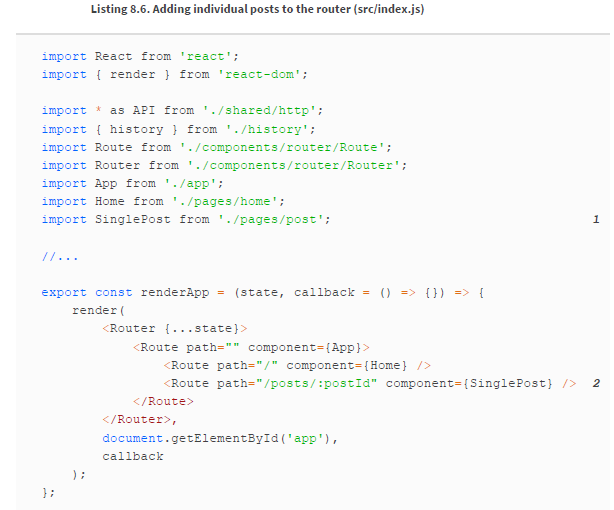 Listing 8.6. Adding individual posts to the router (src/index.js)
import React from 'react';
import { render } from 'react-dom';
import * as API from './shared/http';
import { history } from './history';
import Route from './components/router/Route';
import Router from './components/router/Router';
import App from './app';
import Home from './pages/home';
import SinglePost from './pages/post'; 1
//...
export const renderApp = (state, callback = () => {}) => {
    render(
        <Router {...state}>
            <Route path="" component={App}>
                <Route path="/" component={Home} />
                <Route path="/posts/:postId" component={SinglePost} /> 2
            </Route>
        </Router>,
        document.getElementById('app'),
        callback
    );
};